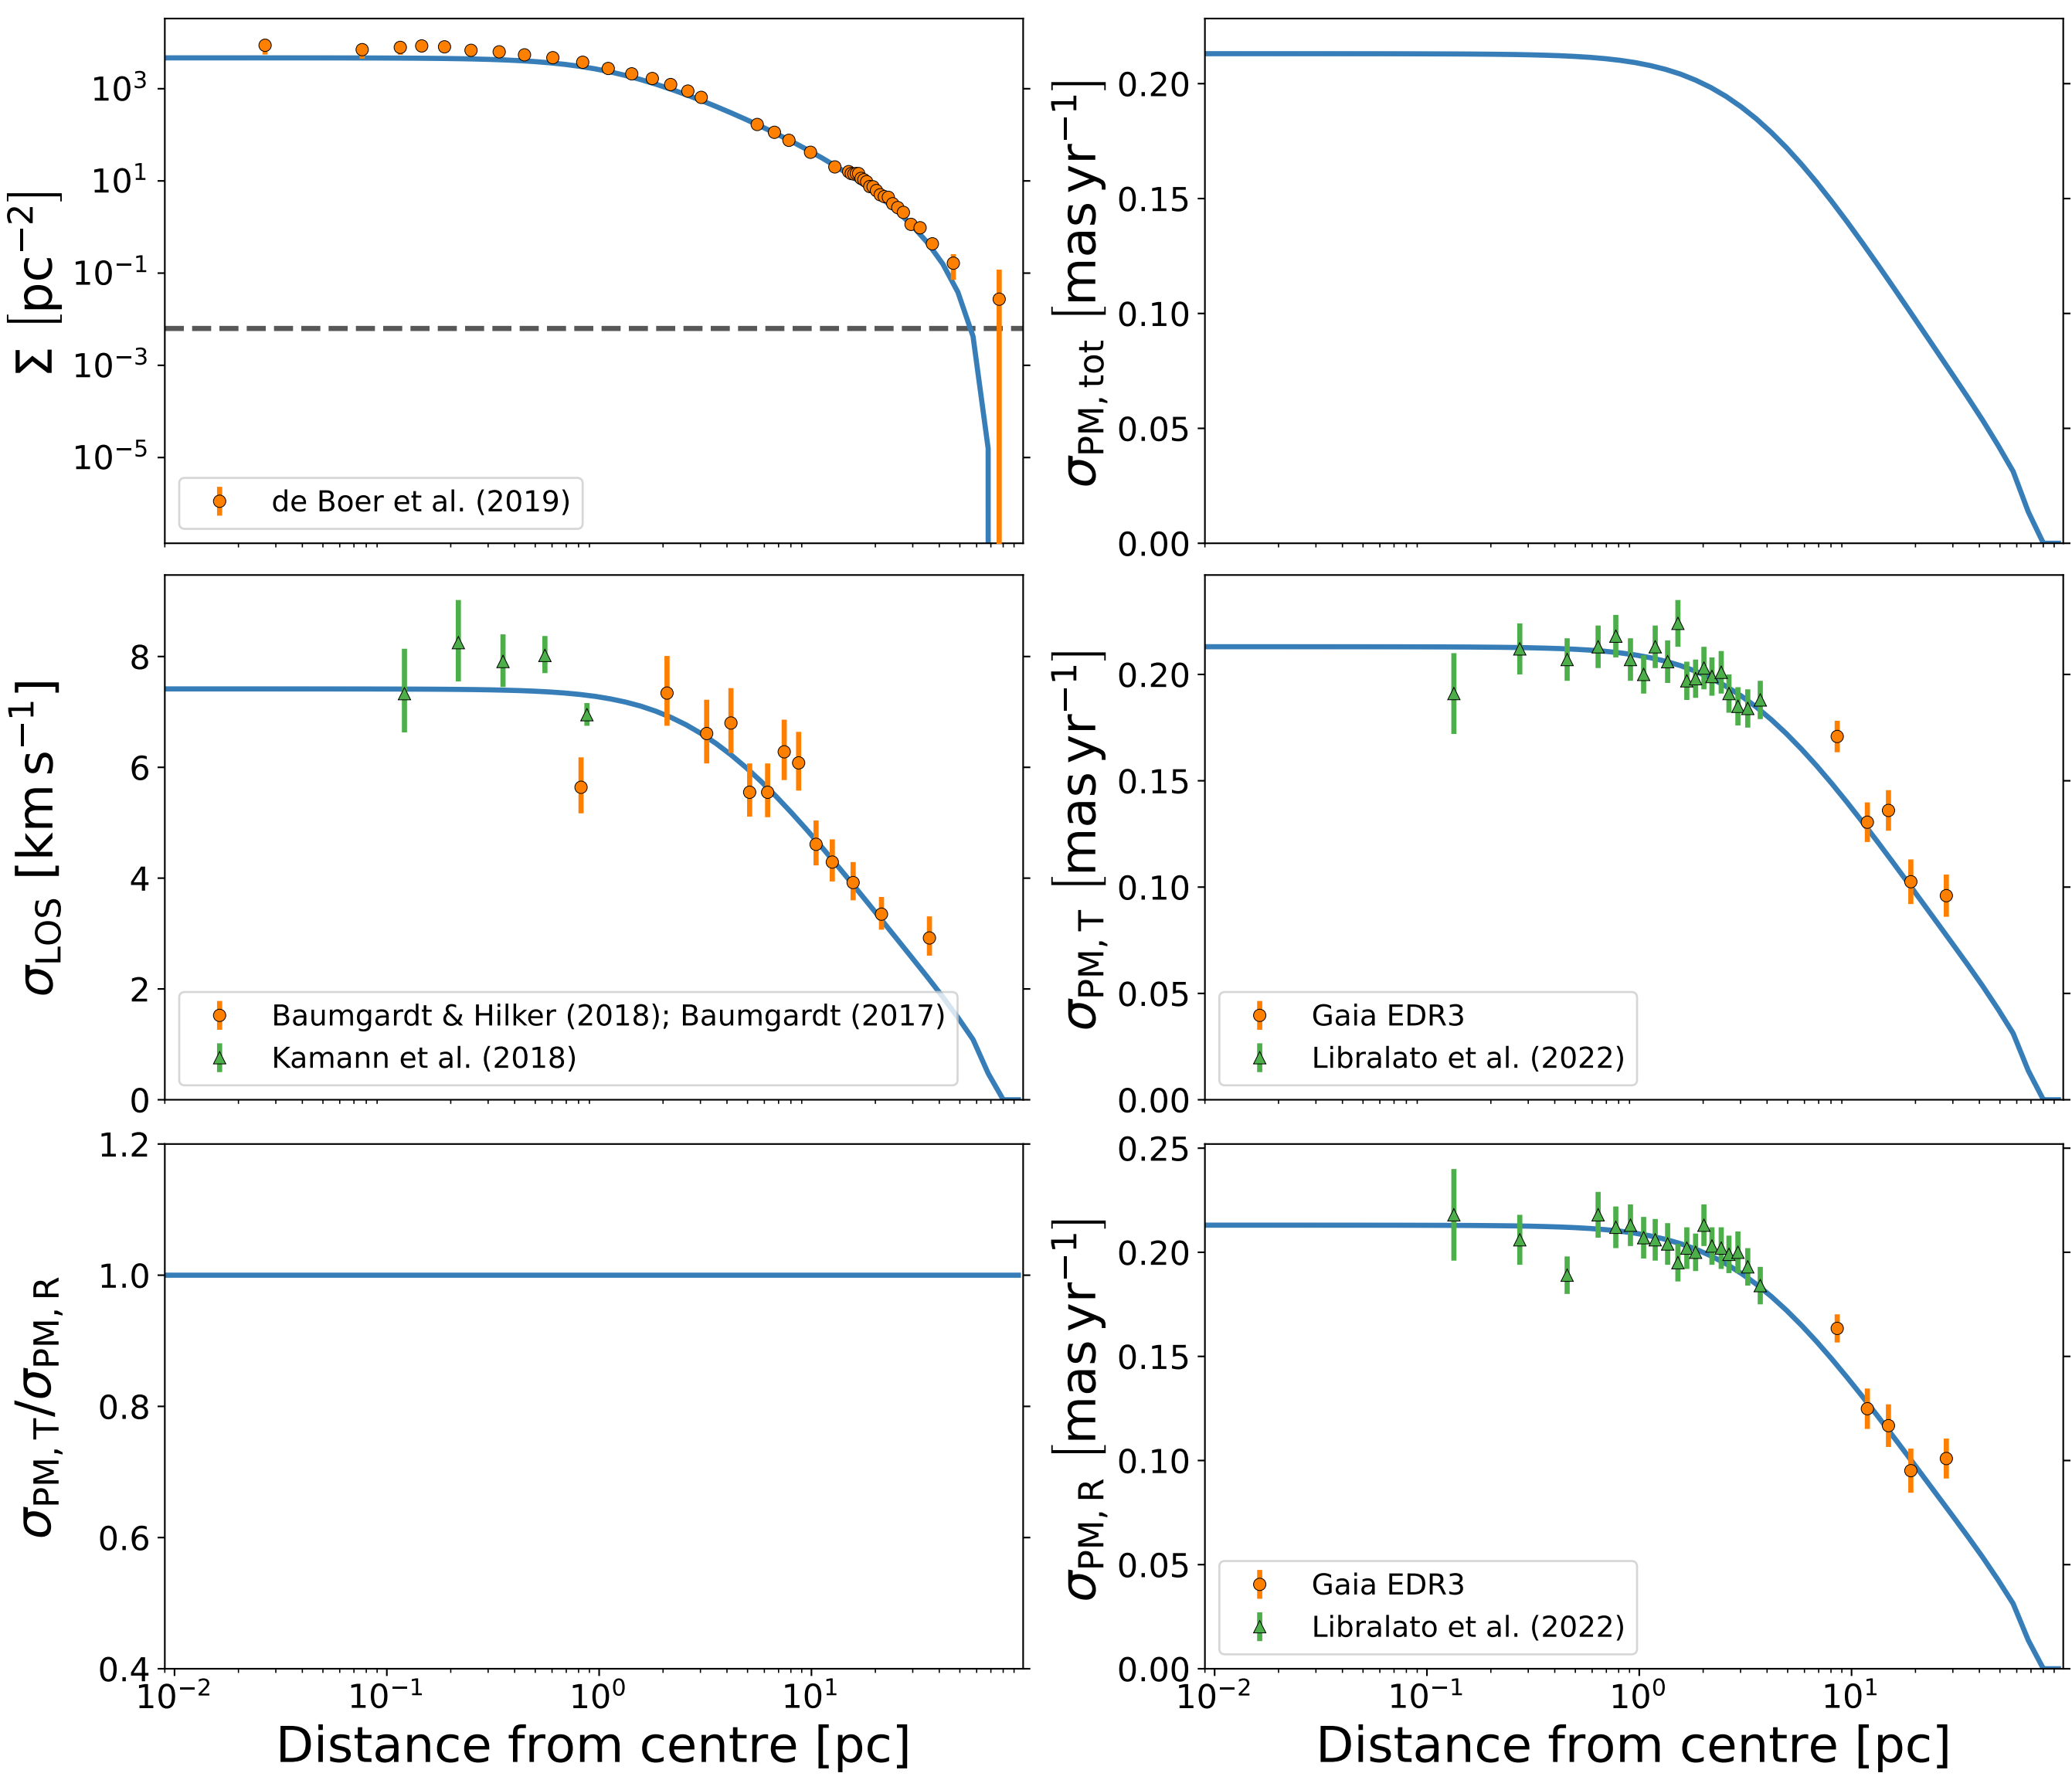 Σ [pc⁻²]
10³
10¹
10⁻¹
10⁻³
10⁻⁵
de Boer et al. (2019)
σPM, tot [mas yr⁻¹]
0.20
0.15
0.10
0.05
0.00
σLOS [km s⁻¹]
8
6
4
2
0
Baumgardt & Hilker (2018); Baumgardt (2017)
Kamann et al. (2018)
σPM, T [mas yr⁻¹]
0.20
0.15
0.10
0.05
0.00
Gaia EDR3
Libralato et al. (2022)
σPM, T/σPM, R
1.2
1.0
0.8
0.6
0.4
10⁻² 10⁻¹ 10⁰ 10¹
Distance from centre [pc]
σPM, R [mas yr⁻¹]
0.25
0.20
0.15
0.10
0.05
0.00
Gaia EDR3
Libralato et al. (2022)
10⁻² 10⁻¹ 10⁰ 10¹
Distance from centre [pc]